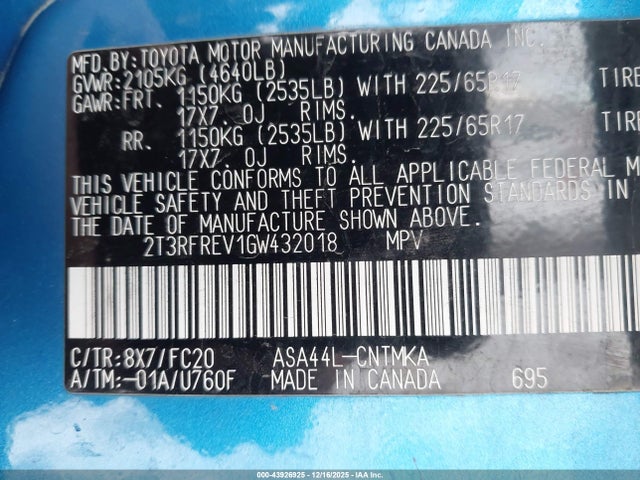 MFD.BY:TOYOTA MOTOR MANUFACTURING CANADA INC.
GVWR:2105KG (4640LB)
GAWR:FRT. 1150KG (2535LB) WITH 225/65R17 TIRE
17X7.0J RIMS.
RR. 1150KG (2535LB) WITH 225/65R17 TIRE
17X7.0J RIMS.
THIS VEHICLE CONFORMS TO ALL APPLICABLE FEDERAL M
VEHICLE SAFETY AND THEFT PREVENTION STANDARDS IN
THE DATE OF MANUFACTURE SHOWN ABOVE.
2T3RFREV1GW432018 MPV
C/TR:8X7/FC20 ASA44L-CNTMKA
A/TM:-01A/U760F MADE IN CANADA 695
000-43926925 - 12/16/2025 - IAA Inc.